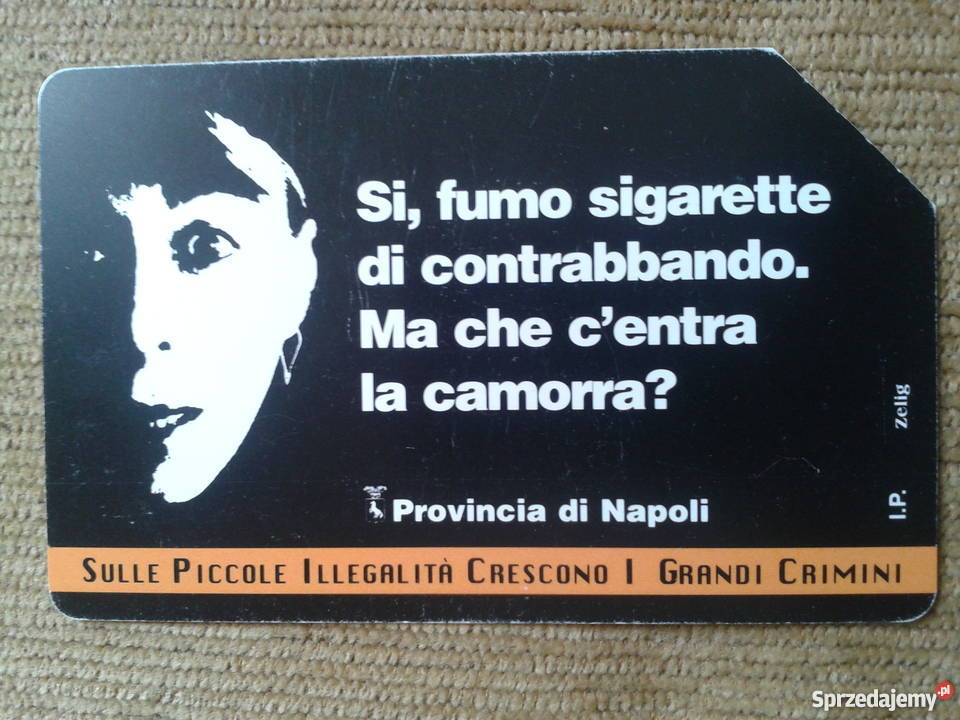 Si, fumo sigarette
di contrabbando.
Ma che c'entra
la camorra?
Provincia di Napoli
I.P. zelig
SULLE PICCOLE ILLEGALITÀ CRESCONO I GRANDI CRIMINI
Sprzedajemy.pl